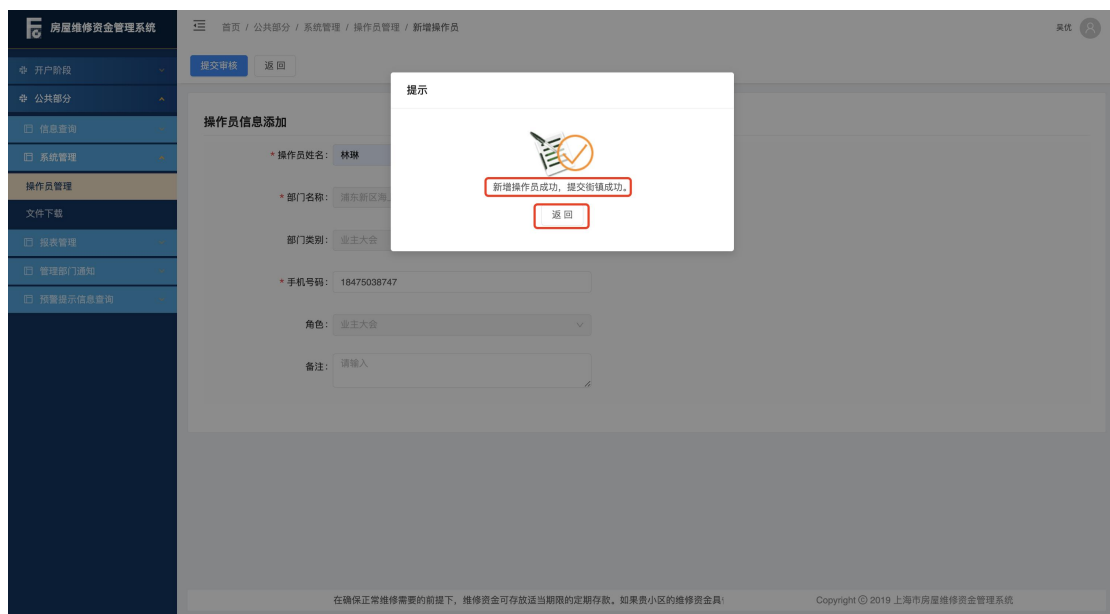 房屋维修资金管理系统
首页 / 公共部分 / 系统管理 / 操作员管理 / 新增操作员
吴优
开户阶段
公共部分
信息查询
系统管理
操作员管理
文件下载
报表管理
管理部门通知
预警提示信息查询
提交审核
返 回
操作员信息添加
* 操作员姓名: 林琳
* 部门名称: 浦东新区海
部门类别: 业主大会
* 手机号码: 18475038747
角色: 业主大会
备注: 请输入
提示
新增操作员成功，提交街镇成功。
返 回
在确保正常维修需要的前提下，维修资金可存放适当期限的定期存款。如果贵小区的维修资金具
Copyright © 2019 上海市房屋维修资金管理系统